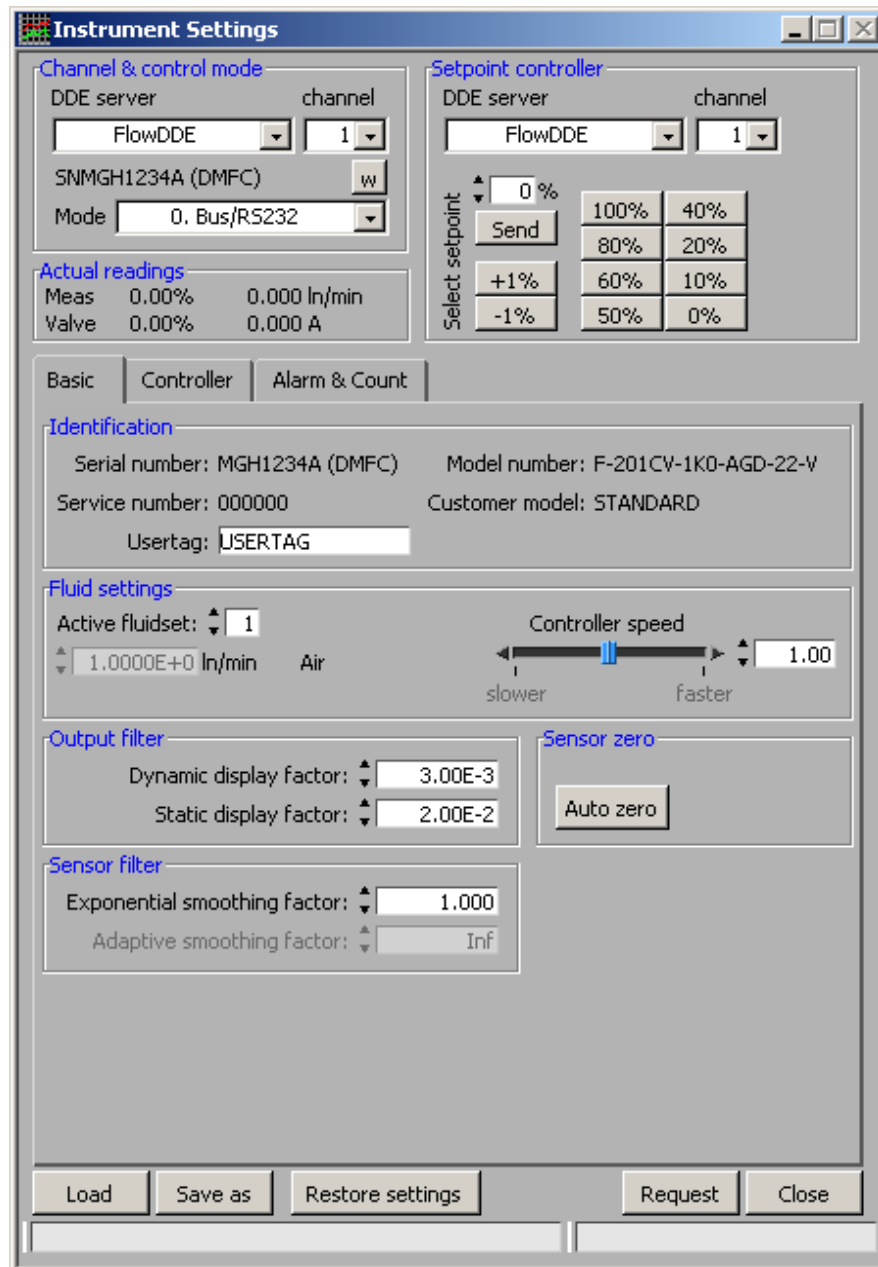 Instrument Settings
Channel & control mode
DDE server channel
FlowDDE 1
SNMGH1234A (DMFC) w
Mode 0. Bus/RS232
Setpoint controller
DDE server channel
FlowDDE 1
Select setpoint
0 %
Send
+1%
-1%
100% 40%
80% 20%
60% 10%
50% 0%
Actual readings
Meas 0.00% 0.000 ln/min
Valve 0.00% 0.000 A
Basic Controller Alarm & Count
Identification
Serial number: MGH1234A (DMFC) Model number: F-201CV-1K0-AGD-22-V
Service number: 000000 Customer model: STANDARD
Usertag: USERTAG
Fluid settings
Active fluidset: 1
1.0000E+0 ln/min Air
Controller speed
1.00
slower faster
Output filter
Dynamic display factor: 3.00E-3
Static display factor: 2.00E-2
Sensor zero
Auto zero
Sensor filter
Exponential smoothing factor: 1.000
Adaptive smoothing factor: Inf
Load Save as Restore settings Request Close